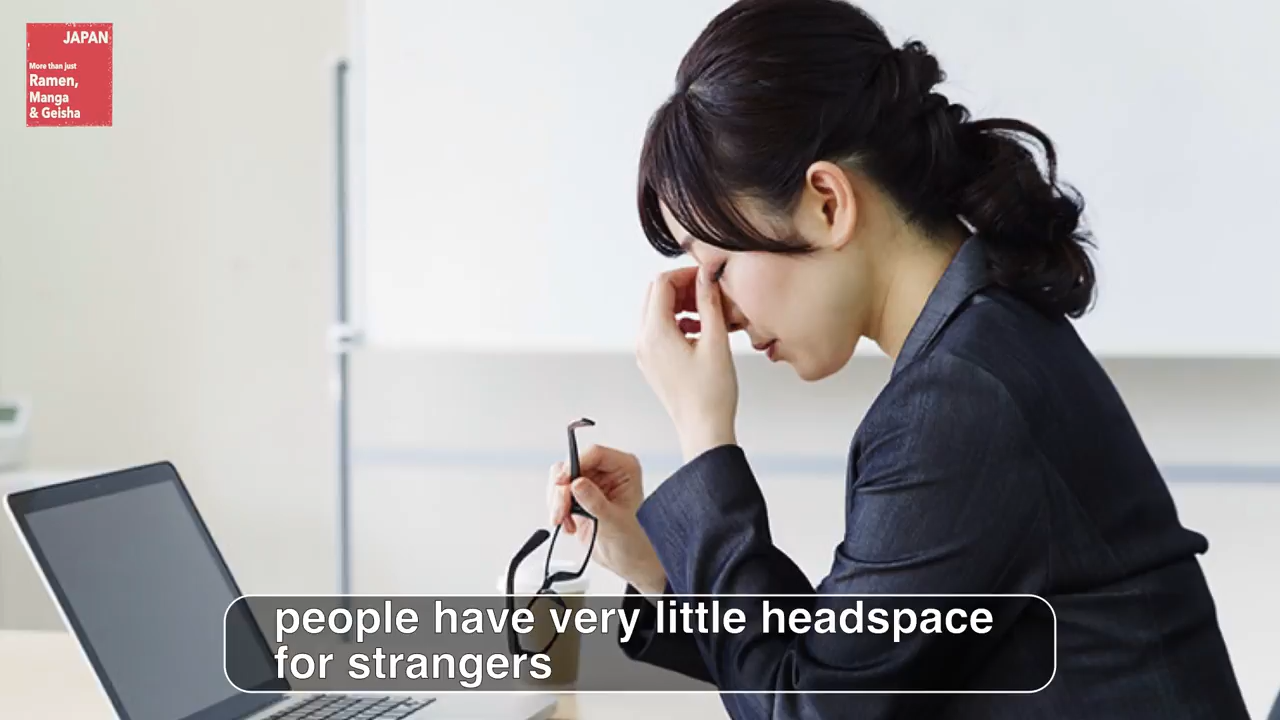 JAPAN
More than just
Ramen,
Manga
& Geisha
people have very little headspace
for strangers